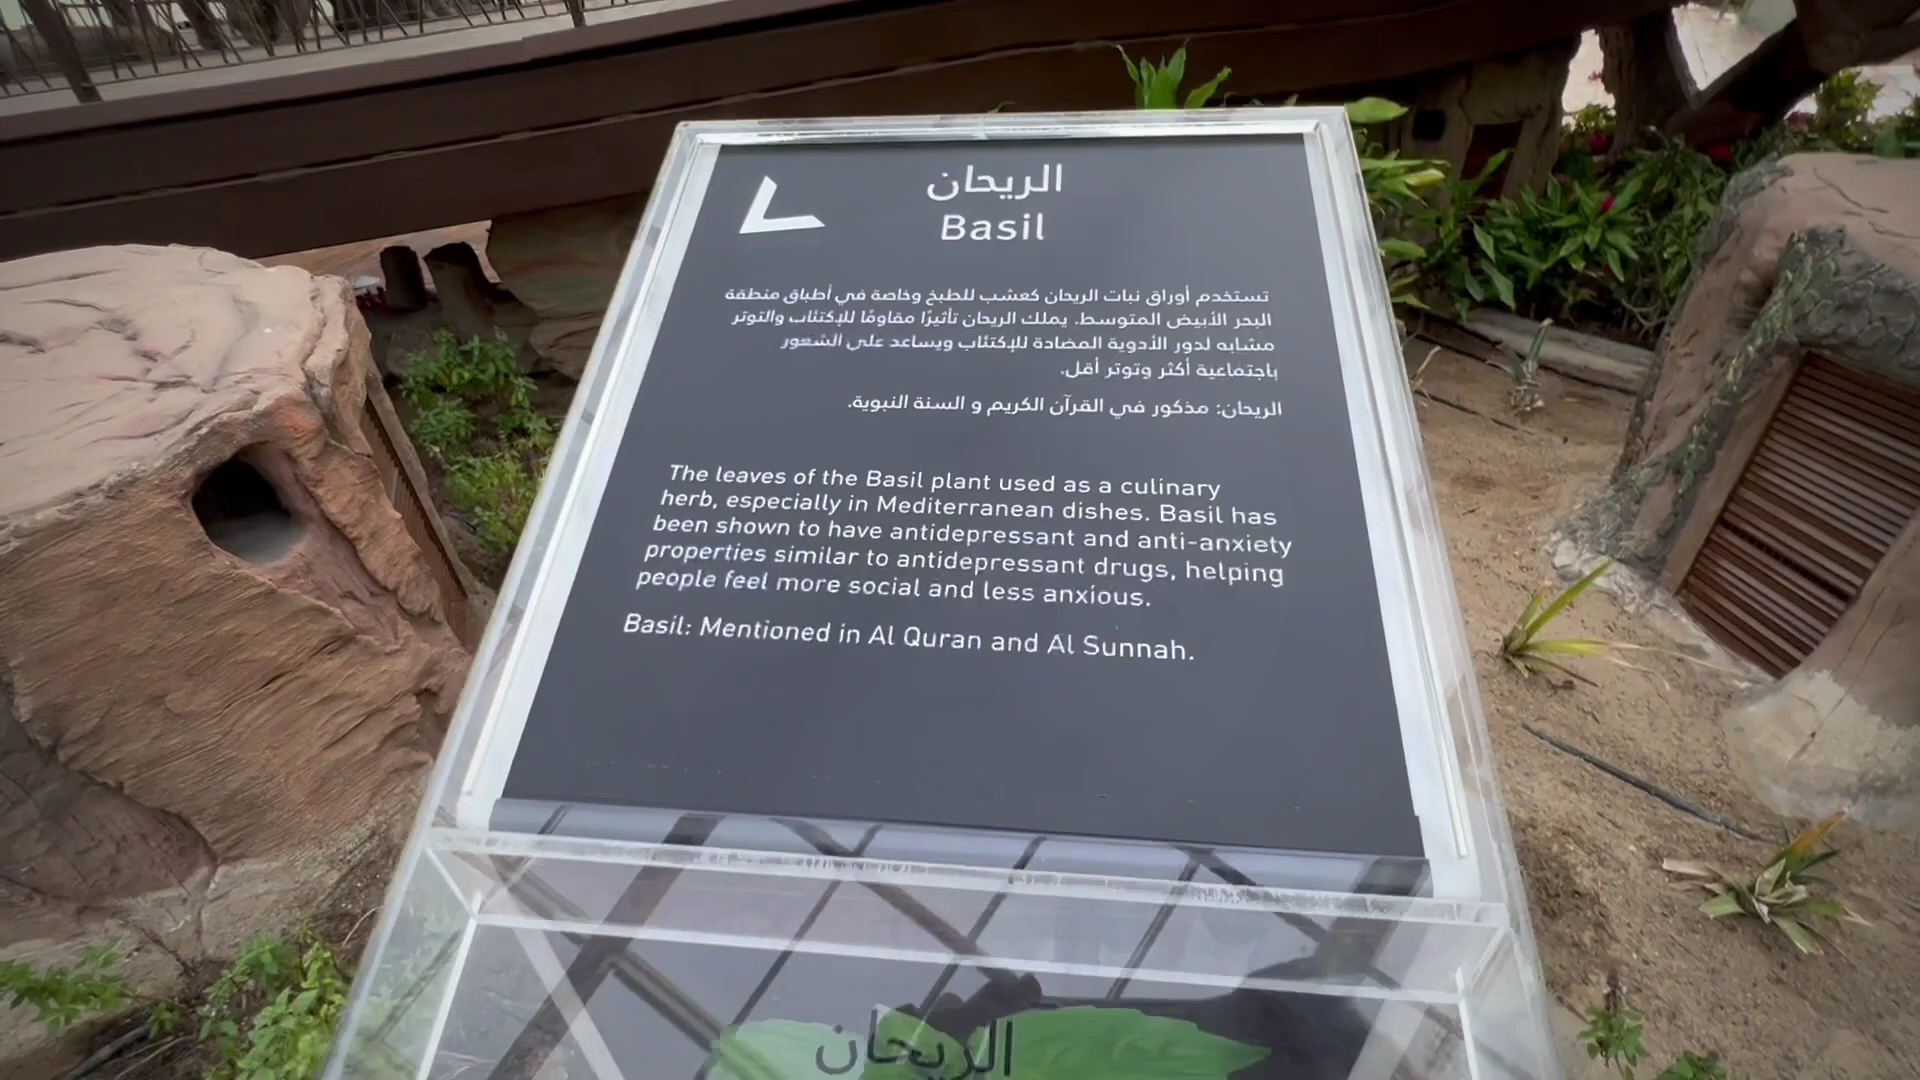 الريحان
Basil
تستخدم أوراق نبات الريحان كعشب للطبخ وخاصة في أطباق منطقة
البحر الأبيض المتوسط. يملك الريحان تأثيرًا مقاومًا للإكتئاب والتوتر
مشابه لدور الأدوية المضادة للإكتئاب ويساعد على الشعور
باجتماعية أكثر وتوتر أقل.
الريحان: مذكور في القرآن الكريم و السنة النبوية.
The leaves of the Basil plant used as a culinary
herb, especially in Mediterranean dishes. Basil has
been shown to have antidepressant and anti-anxiety
properties similar to antidepressant drugs, helping
people feel more social and less anxious.
Basil: Mentioned in Al Quran and Al Sunnah.
الريحان